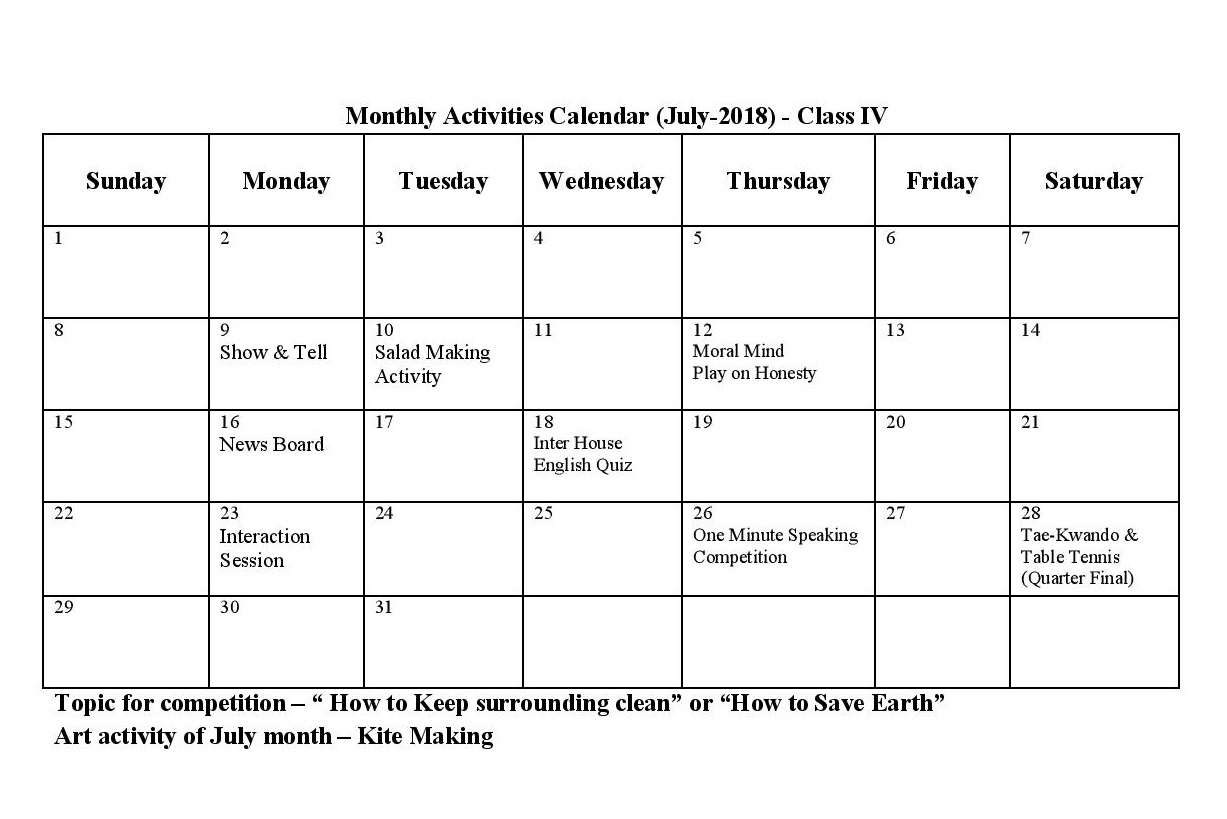 Monthly Activities Calendar (July-2018) - Class IV
Sunday Monday Tuesday Wednesday Thursday Friday Saturday
1 2 3 4 5 6 7
8
9
Show & Tell
10
Salad Making
Activity
11
12
Moral Mind
Play on Honesty
13
14
15
16
News Board
17
18
Inter House
English Quiz
19
20
21
22
23
Interaction
Session
24
25
26
One Minute Speaking
Competition
27
28
Tae-Kwando &
Table Tennis
(Quarter Final)
29 30 31
Topic for competition – “ How to Keep surrounding clean” or “How to Save Earth”
Art activity of July month – Kite Making